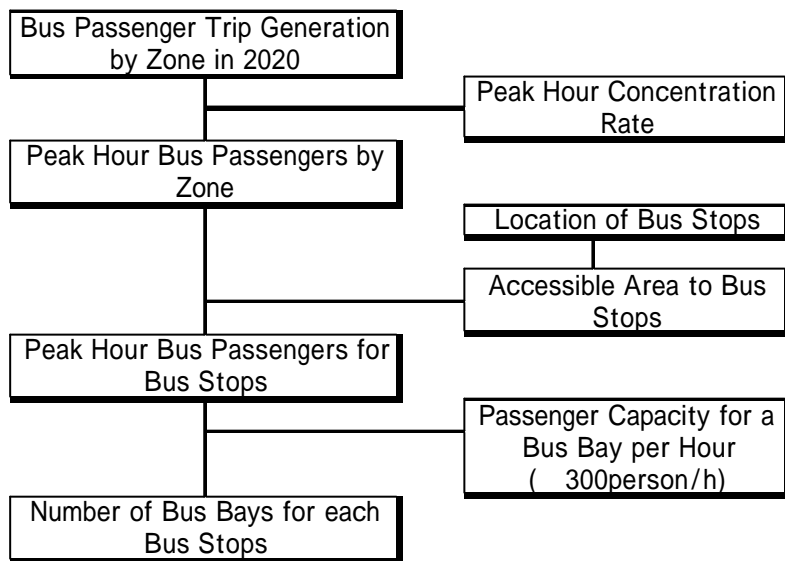 Bus Passenger Trip Generation
by Zone in 2020
Peak Hour Concentration
Rate
Peak Hour Bus Passengers by
Zone
Location of Bus Stops
Accessible Area to Bus
Stops
Peak Hour Bus Passengers for
Bus Stops
Passenger Capacity for a
Bus Bay per Hour
( 300person/h)
Number of Bus Bays for each
Bus Stops